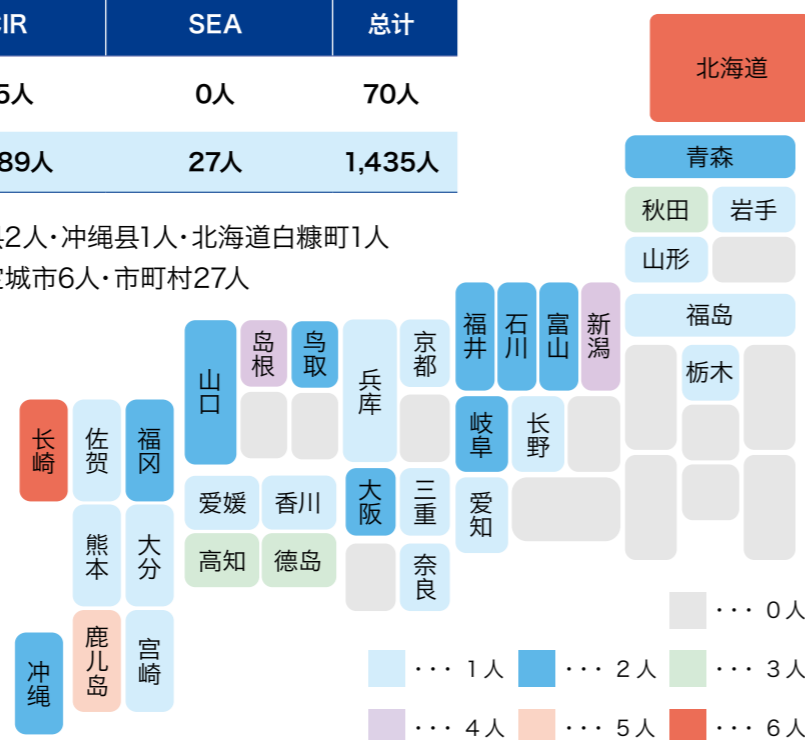 IR SEA 总计
5人 0人 70人
89人 27人 1,435人
县2人・冲绳县1人・北海道白糠町1人
城市6人・市町村27人
北海道
青森
秋田 岩手
山形
福岛
栃木
福井 石川 富山 新潟
岐阜 长野
爱知
山口 岛根 鸟取 兵库 京都
大阪 三重
奈良
爱媛 香川
高知 德岛
长崎 佐贺 福冈
熊本 大分
鹿儿岛 宫崎
冲绳
・・・ 0人
・・・ 1人 ・・・ 2人 ・・・ 3人
・・・ 4人 ・・・ 5人 ・・・ 6人